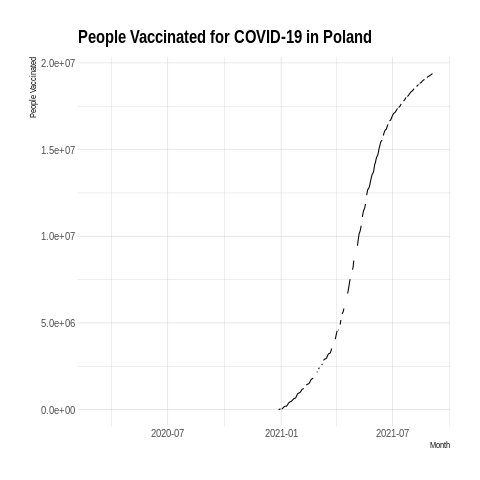 People Vaccinated for COVID-19 in Poland
People Vaccinated
2.0e+07
1.5e+07
1.0e+07
5.0e+06
0.0e+00
2020-07 2021-01 2021-07
Month